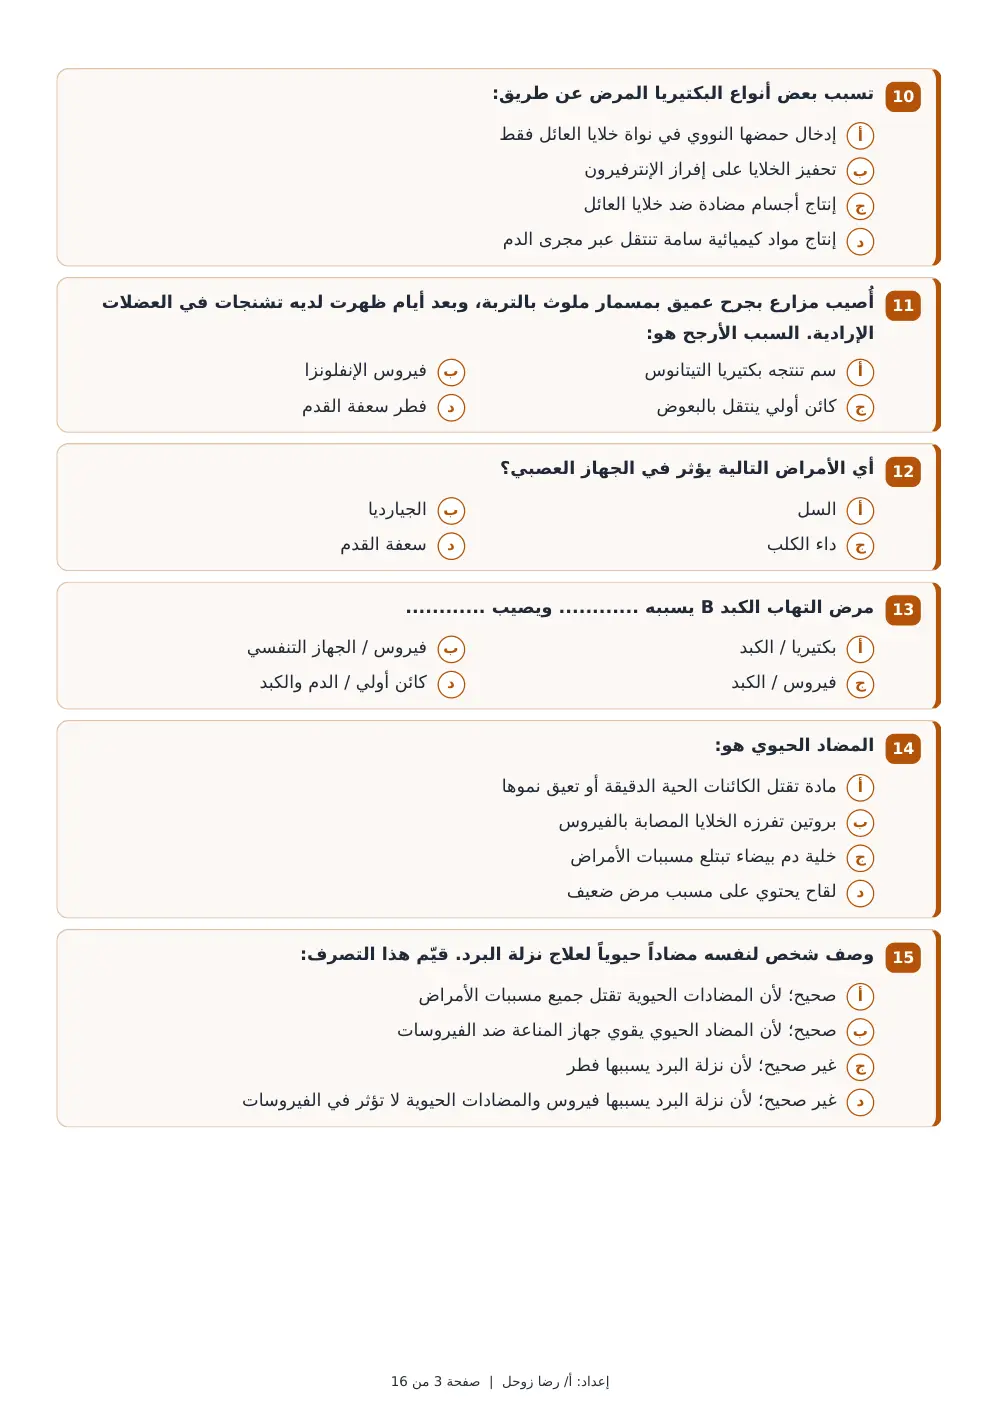 10 تسبب بعض أنواع البكتيريا المرض عن طريق:
أ إدخال حمضها النووي في نواة خلايا العائل فقط
ب تحفيز الخلايا على إفراز الإنترفيرون
ج إنتاج أجسام مضادة ضد خلايا العائل
د إنتاج مواد كيميائية سامة تنتقل عبر مجرى الدم
11 أُصيب مزارع بجرح عميق بمسمار ملوث بالتربة، وبعد أيام ظهرت لديه تشنجات في العضلات
الإرادية. السبب الأرجح هو:
أ سم تنتجه بكتيريا التيتانوس ب فيروس الإنفلونزا
ج كائن أولي ينتقل بالبعوض د فطر سعفة القدم
12 أي الأمراض التالية يؤثر في الجهاز العصبي؟
أ السل ب الجيارديا
ج داء الكلب د سعفة القدم
13 مرض التهاب الكبد B يسببه ............ ويصيب ............
أ بكتيريا / الكبد ب فيروس / الجهاز التنفسي
ج فيروس / الكبد د كائن أولي / الدم والكبد
14 المضاد الحيوي هو:
أ مادة تقتل الكائنات الحية الدقيقة أو تعيق نموها
ب بروتين تفرزه الخلايا المصابة بالفيروس
ج خلية دم بيضاء تبتلع مسببات الأمراض
د لقاح يحتوي على مسبب مرض ضعيف
15 وصف شخص لنفسه مضاداً حيوياً لعلاج نزلة البرد. قيّم هذا التصرف:
أ صحيح؛ لأن المضادات الحيوية تقتل جميع مسببات الأمراض
ب صحيح؛ لأن المضاد الحيوي يقوي جهاز المناعة ضد الفيروسات
ج غير صحيح؛ لأن نزلة البرد يسببها فطر
د غير صحيح؛ لأن نزلة البرد يسببها فيروس والمضادات الحيوية لا تؤثر في الفيروسات
إعداد: أ/ رضا زوحل | صفحة 3 من 16